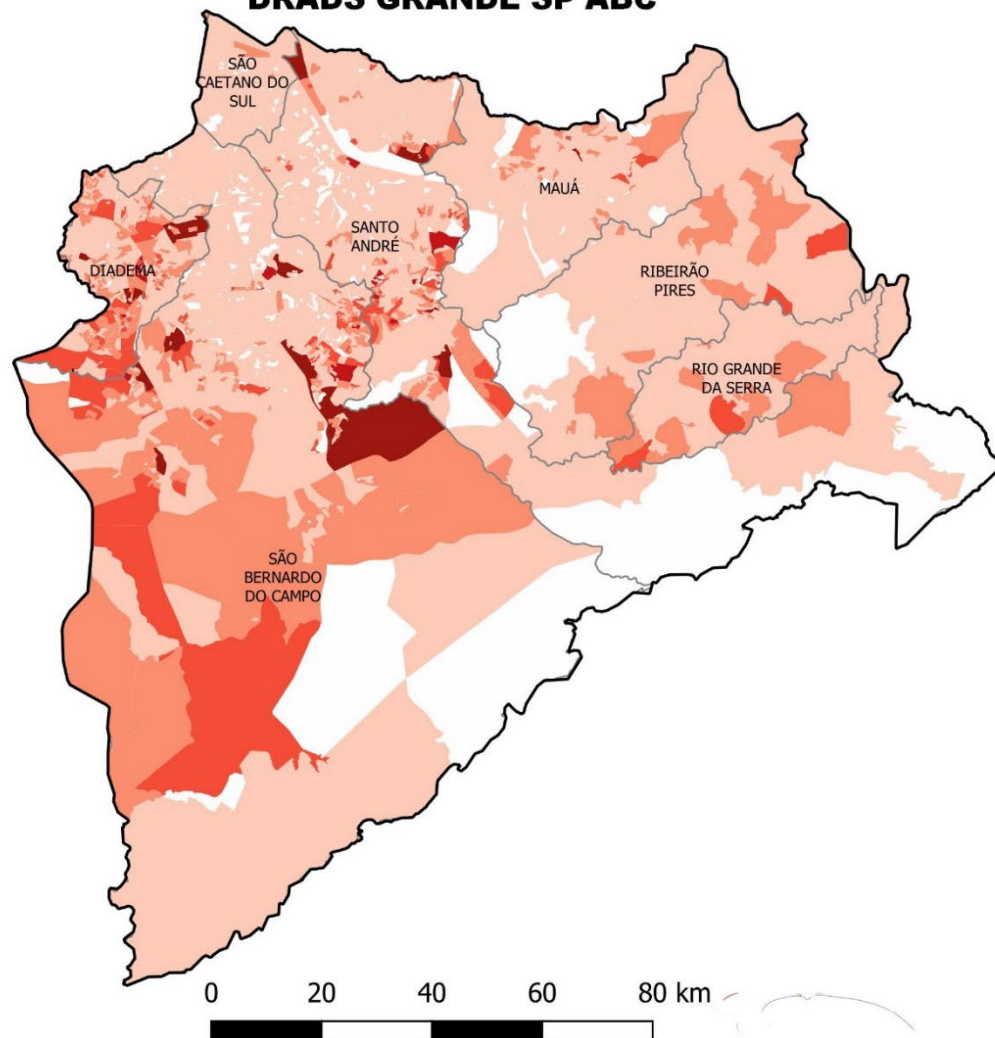 DRADS GRANDE SP ABC
SÃO
CAETANO DO
SUL
MAUÁ
SANTO
ANDRÉ
DIADEMA
RIBEIRÃO
PIRES
RIO GRANDE
DA SERRA
SÃO
BERNARDO
DO CAMPO
0 20 40 60 80 km